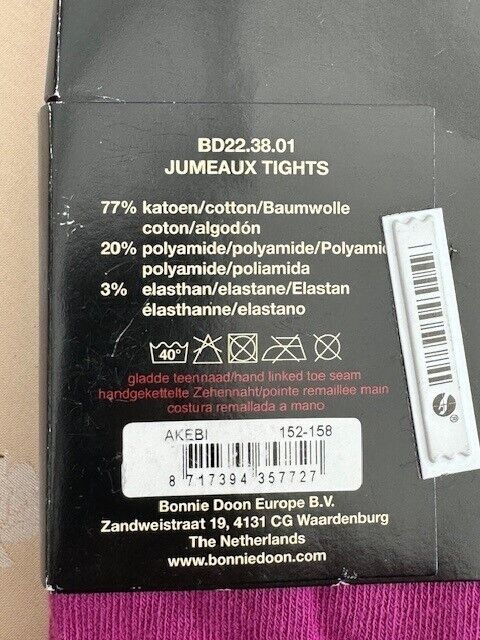 BD22.38.01
JUMEAUX TIGHTS
77% katoen/cotton/Baumwolle
coton/algodón
20% polyamide/polyamide/Polyamid
polyamide/poliamida
3% elasthan/elastane/Elastan
élasthanne/elastano
40°
gladde teennaad/hand linked toe seam
handgekettelte Zehennaht/pointe remaillee main
costura remallada a mano
AKEBI 152-158
8 717394 357727
Bonnie Doon Europe B.V.
Zandweistraat 19, 4131 CG Waardenburg
The Netherlands
www.bonniedoon.com